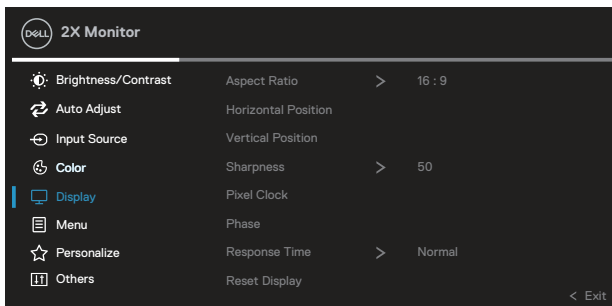 DELL 2X Monitor
Brightness/Contrast Aspect Ratio > 16 : 9
Auto Adjust Horizontal Position
Input Source Vertical Position
Color Sharpness > 50
Display Pixel Clock
Menu Phase
Personalize Response Time > Normal
Others Reset Display
< Exit